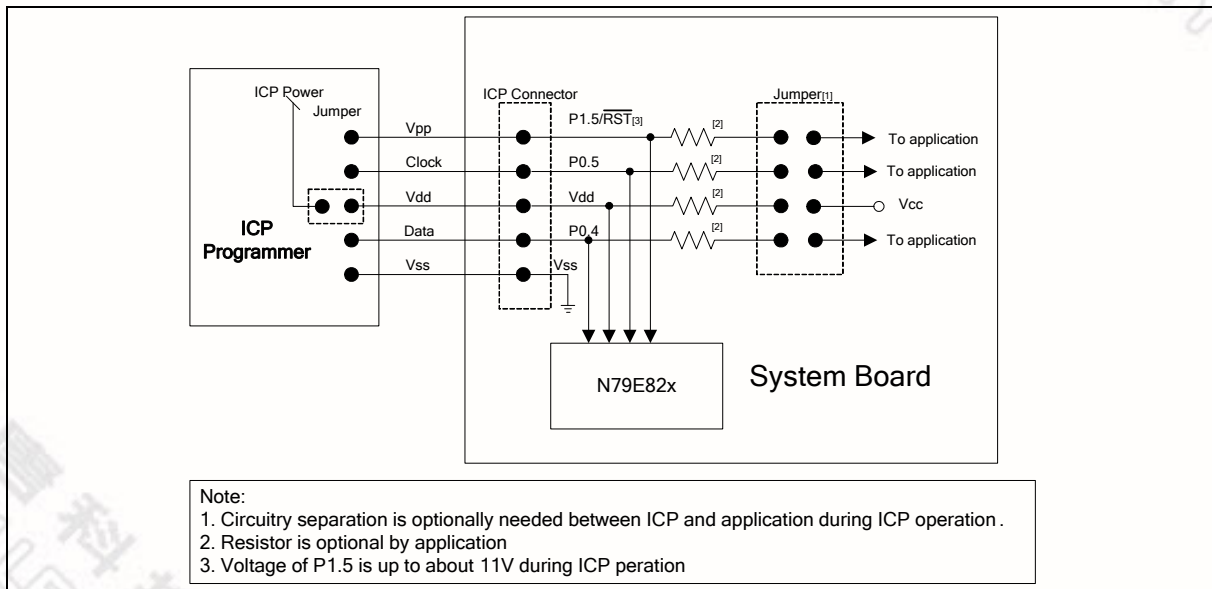 ICP Power
Jumper
ICP Programmer
Vpp
Clock
Vdd
Data
Vss
ICP Connector
P1.5/RST[3]
P0.5
Vdd
P0.4
Vss
[2]
[2]
[2]
[2]
Jumper[1]
To application
To application
Vcc
To application
N79E82x
System Board
Note:
1. Circuitry separation is optionally needed between ICP and application during ICP operation.
2. Resistor is optional by application
3. Voltage of P1.5 is up to about 11V during ICP peration